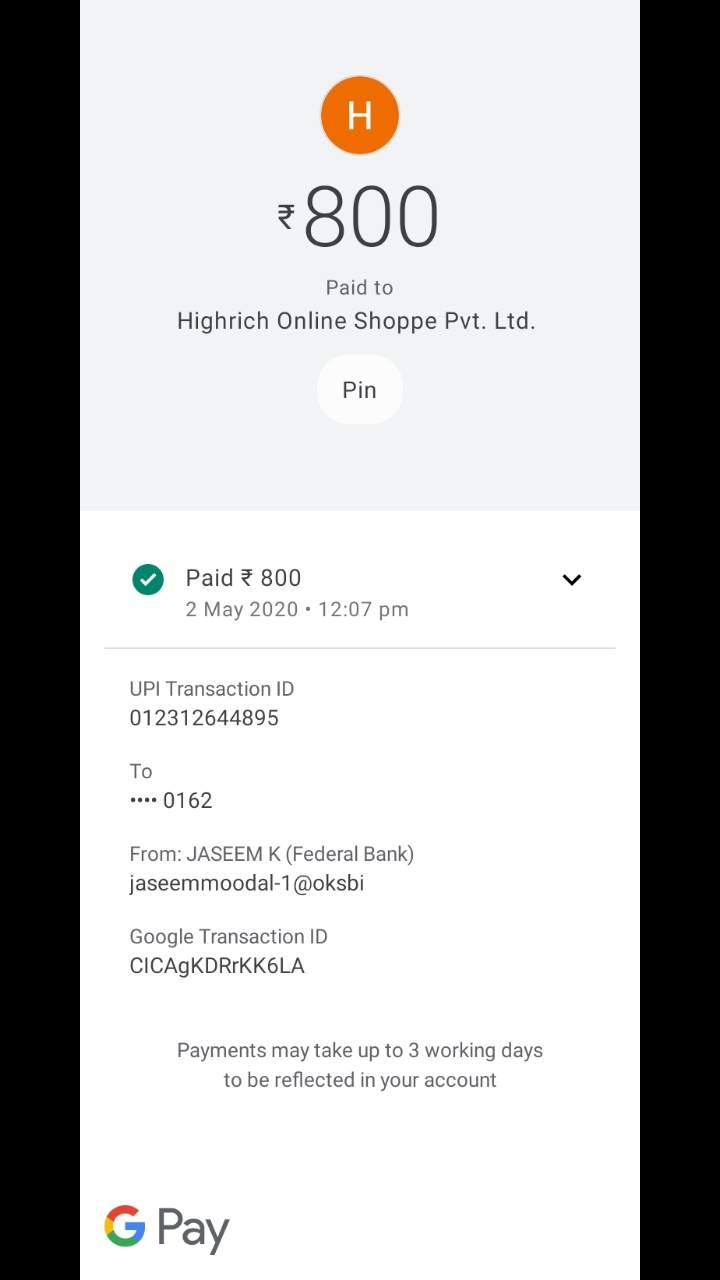 H
₹800
Paid to
Highrich Online Shoppe Pvt. Ltd.
Pin
Paid ₹ 800
2 May 2020 • 12:07 pm
UPI Transaction ID
012312644895
To
•••• 0162
From: JASEEM K (Federal Bank)
jaseemmoodal-1@oksbi
Google Transaction ID
CICAgKDRrKK6LA
Payments may take up to 3 working days
to be reflected in your account
G Pay